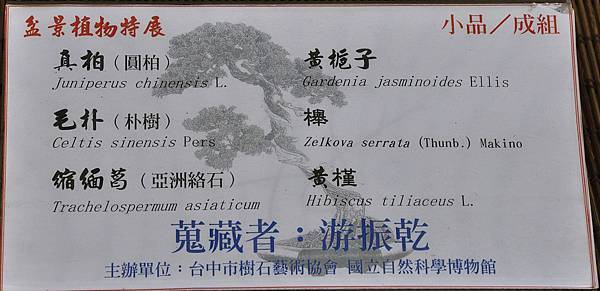 盆景植物特展 小品／成組
真柏（圓柏） 黃梔子
Juniperus chinensis L. Gardenia jasminoides Ellis
毛朴（朴樹） 櫸
Celtis sinensis Pers Zelkova serrata (Thunb.) Makino
縮緬葛（亞洲絡石） 黃槿
Trachelospermum asiaticum Hibiscus tiliaceus L.
蒐藏者：游振乾
主辦單位：台中市樹石藝術協會 國立自然科學博物館